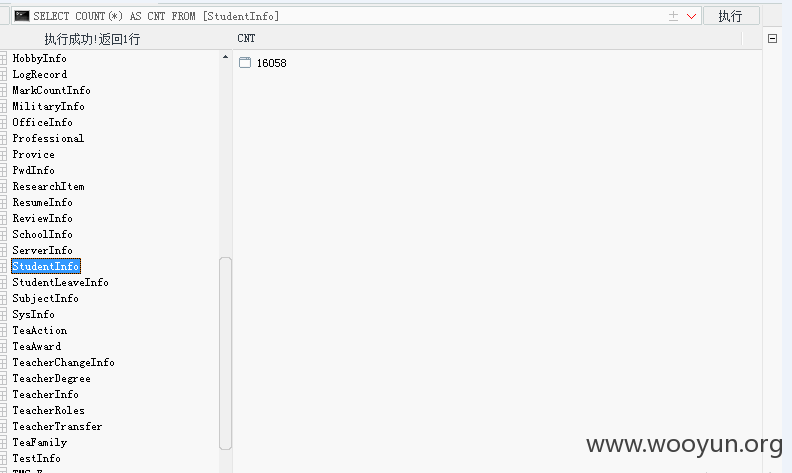 SELECT COUNT(*) AS CNT FROM [StudentInfo]
执行
执行成功!返回1行
CNT
HobbyInfo
16058
LogRecord
MarkCountInfo
MilitaryInfo
OfficeInfo
Professional
Provice
PwdInfo
ResearchItem
ResumeInfo
ReviewInfo
SchoolInfo
ServerInfo
StudentInfo
StudentLeaveInfo
SubjectInfo
SysInfo
TeaAction
TeaAward
TeacherChangeInfo
TeacherDegree
TeacherInfo
TeacherRoles
TeacherTransfer
TeaFamily
TestInfo
www.wooyun.org